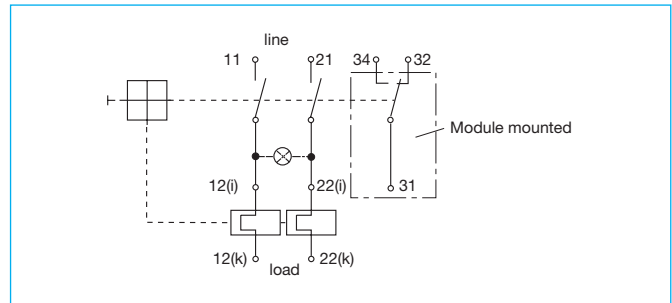 line
11 21 34 32
Module mounted
12(i) 22(i) 31
12(k) 22(k)
load